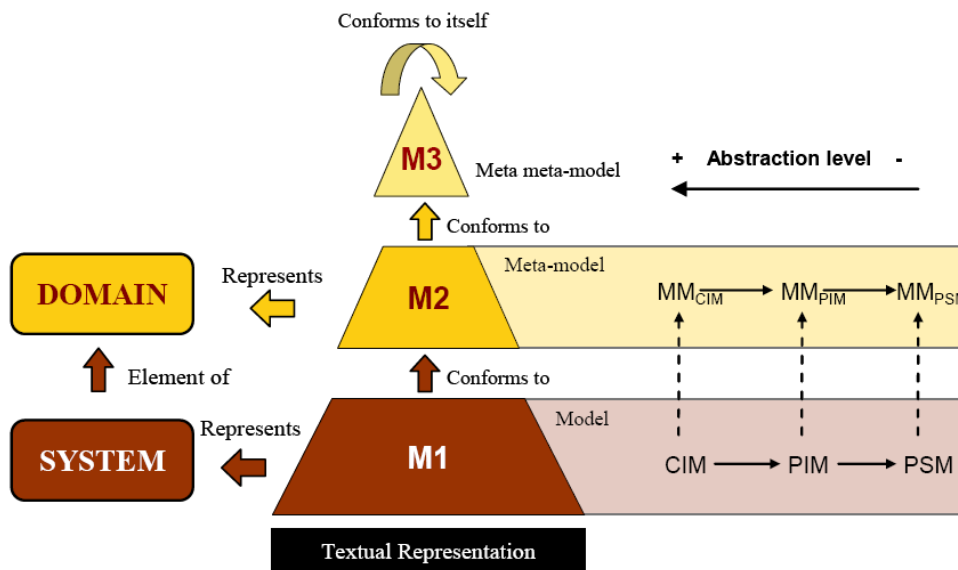 Conforms to itself
M3
Meta meta-model
+ Abstraction level -
Conforms to
Meta-model
Represents
DOMAIN
M2
MMCIM
MMPIM
MMPSM
Element of
Conforms to
Model
Represents
SYSTEM
M1
CIM
PIM
PSM
Textual Representation